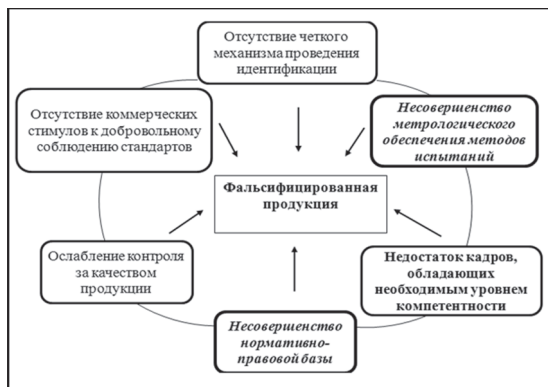 Отсутствие четкого
механизма проведения
идентификации
Отсутствие коммерческих
стимулов к добровольному
соблюдению стандартов
Несовершенство
метрологического
обеспечения методов
испытаний
Фальсифицированная
продукция
Ослабление контроля
за качеством
продукции
Недостаток кадров,
обладающих
необходимым уровнем
компетентности
Несовершенство
нормативно-
правовой базы